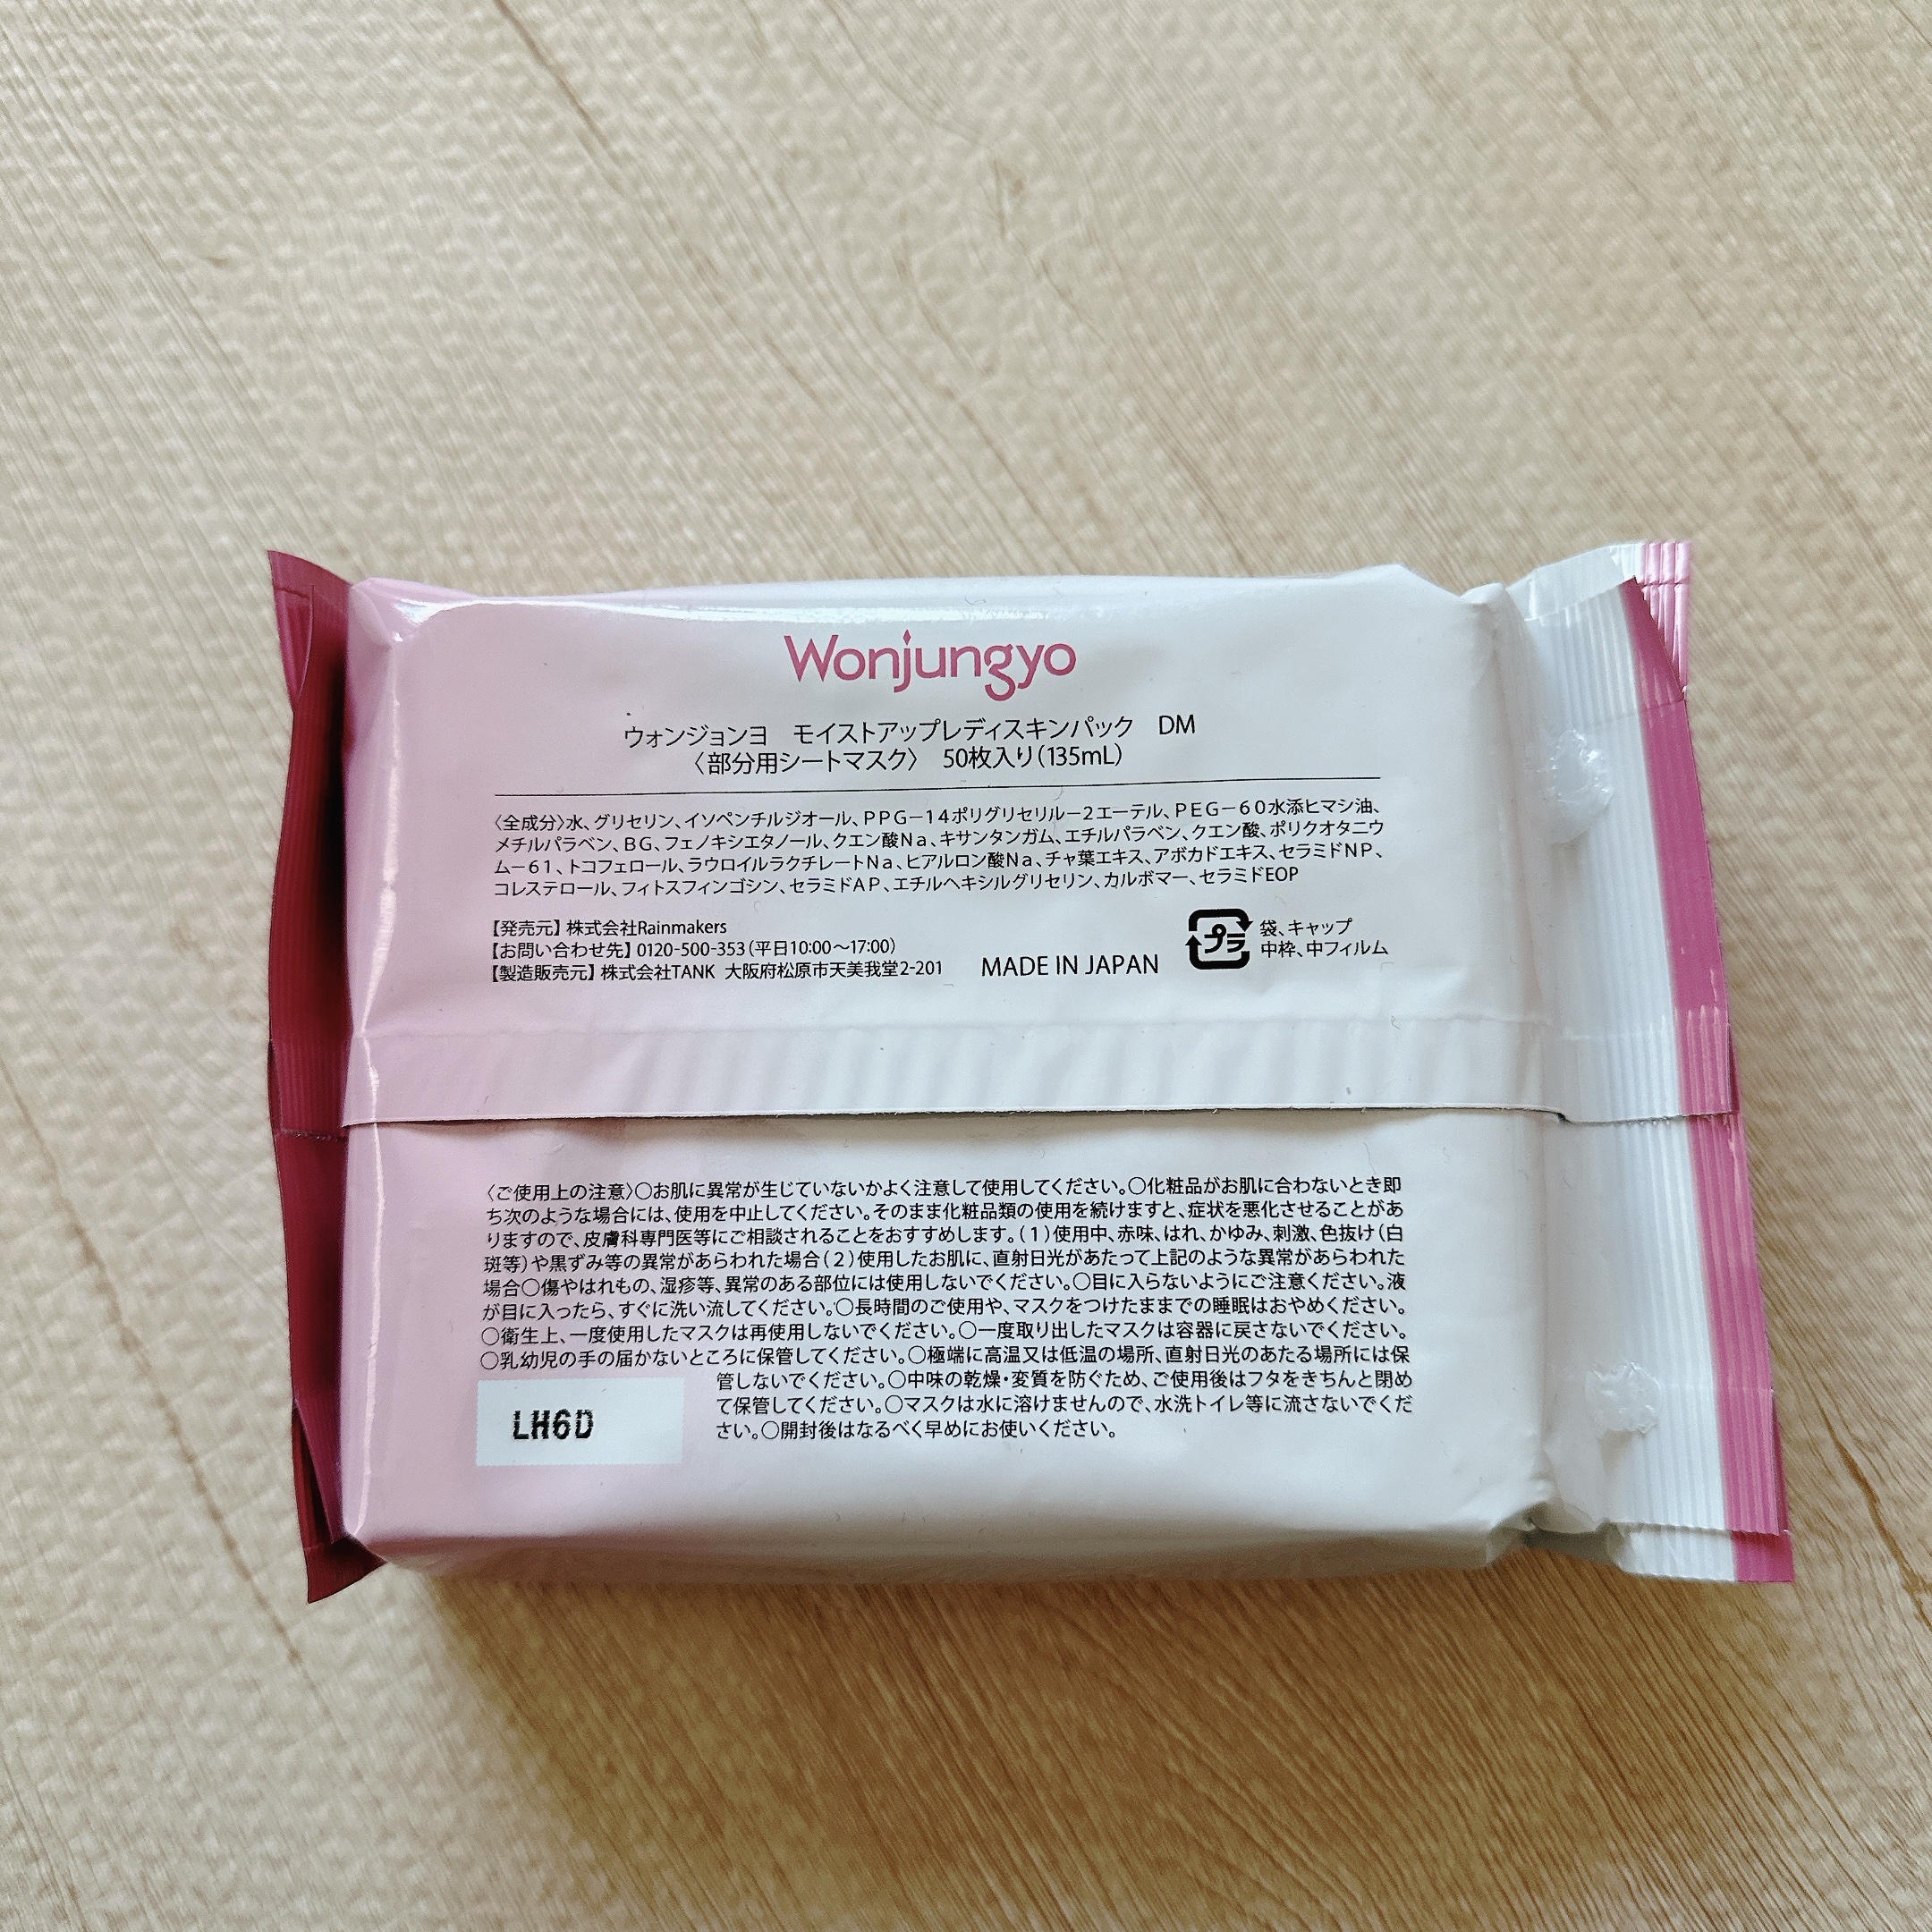 Wonjungyo
ウォンジョンヨ　モイストアップレディスキンパック　DM
〈部分用シートマスク〉　50枚入り(135mL)
〈全成分〉水、グリセリン、イソペンチルジオール、PPG－14ポリグリセリル－2エーテル、PEG－60水添ヒマシ油、
メチルパラベン、BG、フェノキシエタノール、クエン酸Na、キサンタンガム、エチルパラベン、クエン酸、ポリクオタニウ
ム－61、トコフェロール、ラウロイルラクチレートNa、ヒアルロン酸Na、チャ葉エキス、アボカドエキス、セラミドNP、
コレステロール、フィトスフィンゴシン、セラミドAP、エチルヘキシルグリセリン、カルボマー、セラミドEOP
【発売元】株式会社Rainmakers
【お問い合わせ先】0120-500-353（平日10:00～17:00）
【製造販売元】株式会社TANK 大阪府松原市天美我堂2-201
MADE IN JAPAN
プラ
袋、キャップ
中枠、中フィルム
〈ご使用上の注意〉○お肌に異常が生じていないかよく注意して使用してください。○化粧品がお肌に合わないとき即
ち次のような場合には、使用を中止してください。そのまま化粧品類の使用を続けますと、症状を悪化させることがあ
りますので、皮膚科専門医等にご相談されることをおすすめします。(1)使用中、赤味、はれ、かゆみ、刺激、色抜け(白
斑等)や黒ずみ等の異常があらわれた場合(2)使用したお肌に、直射日光があたって上記のような異常があらわれた
場合○傷やはれもの、湿疹等、異常のある部位には使用しないでください。○目に入らないようにご注意ください。液
が目に入ったら、すぐに洗い流してください。○長時間のご使用や、マスクをつけたままでの睡眠はおやめください。
○衛生上、一度使用したマスクは再使用しないでください。○一度取り出したマスクは容器に戻さないでください。
○乳幼児の手の届かないところに保管してください。○極端に高温又は低温の場所、直射日光のあたる場所には保
管しないでください。○中味の乾燥・変質を防ぐため、ご使用後はフタをきちんと閉め
て保管してください。○マスクは水に溶けませんので、水洗トイレ等に流さないでくだ
さい。○開封後はなるべく早めにお使いください。
LH6D